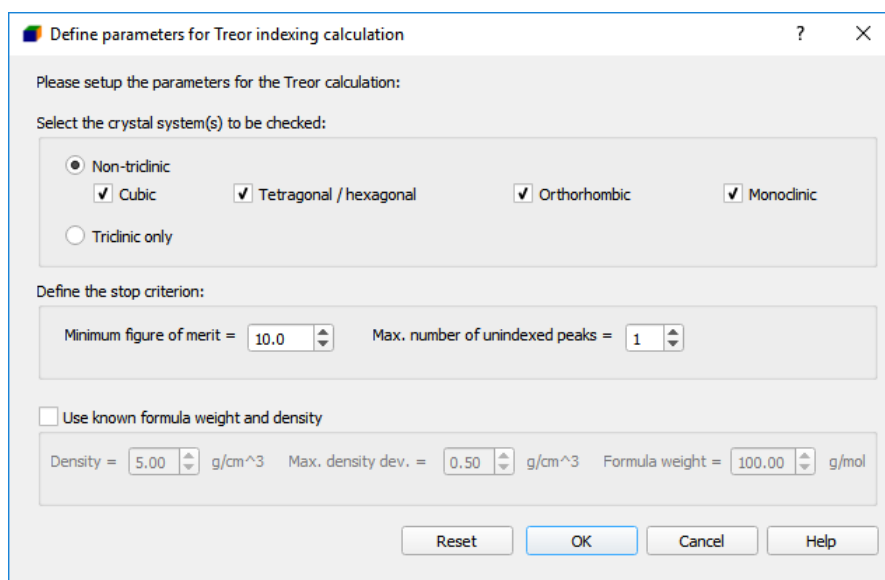 Define parameters for Treor indexing calculation
Please setup the parameters for the Treor calculation:
Select the crystal system(s) to be checked:
Non-triclinic
Cubic Tetragonal / hexagonal Orthorhombic Monoclinic
Triclinic only
Define the stop criterion:
Minimum figure of merit = 10.0 Max. number of unindexed peaks = 1
Use known formula weight and density
Density = 5.00 g/cm^3 Max. density dev. = 0.50 g/cm^3 Formula weight = 100.00 g/mol
Reset OK Cancel Help